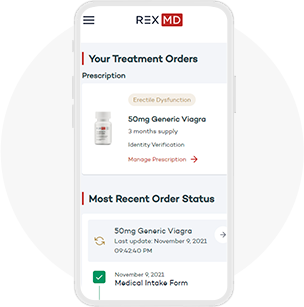 REX MD
Your Treatment Orders
Prescription
Erectile Dysfunction
50mg Generic Viagra
3 months supply
Identity Verification
Manage Prescription
Most Recent Order Status
50mg Generic Viagra
Last update: November 9, 2021
09:42:40 PM
November 9, 2021
Medical Intake Form